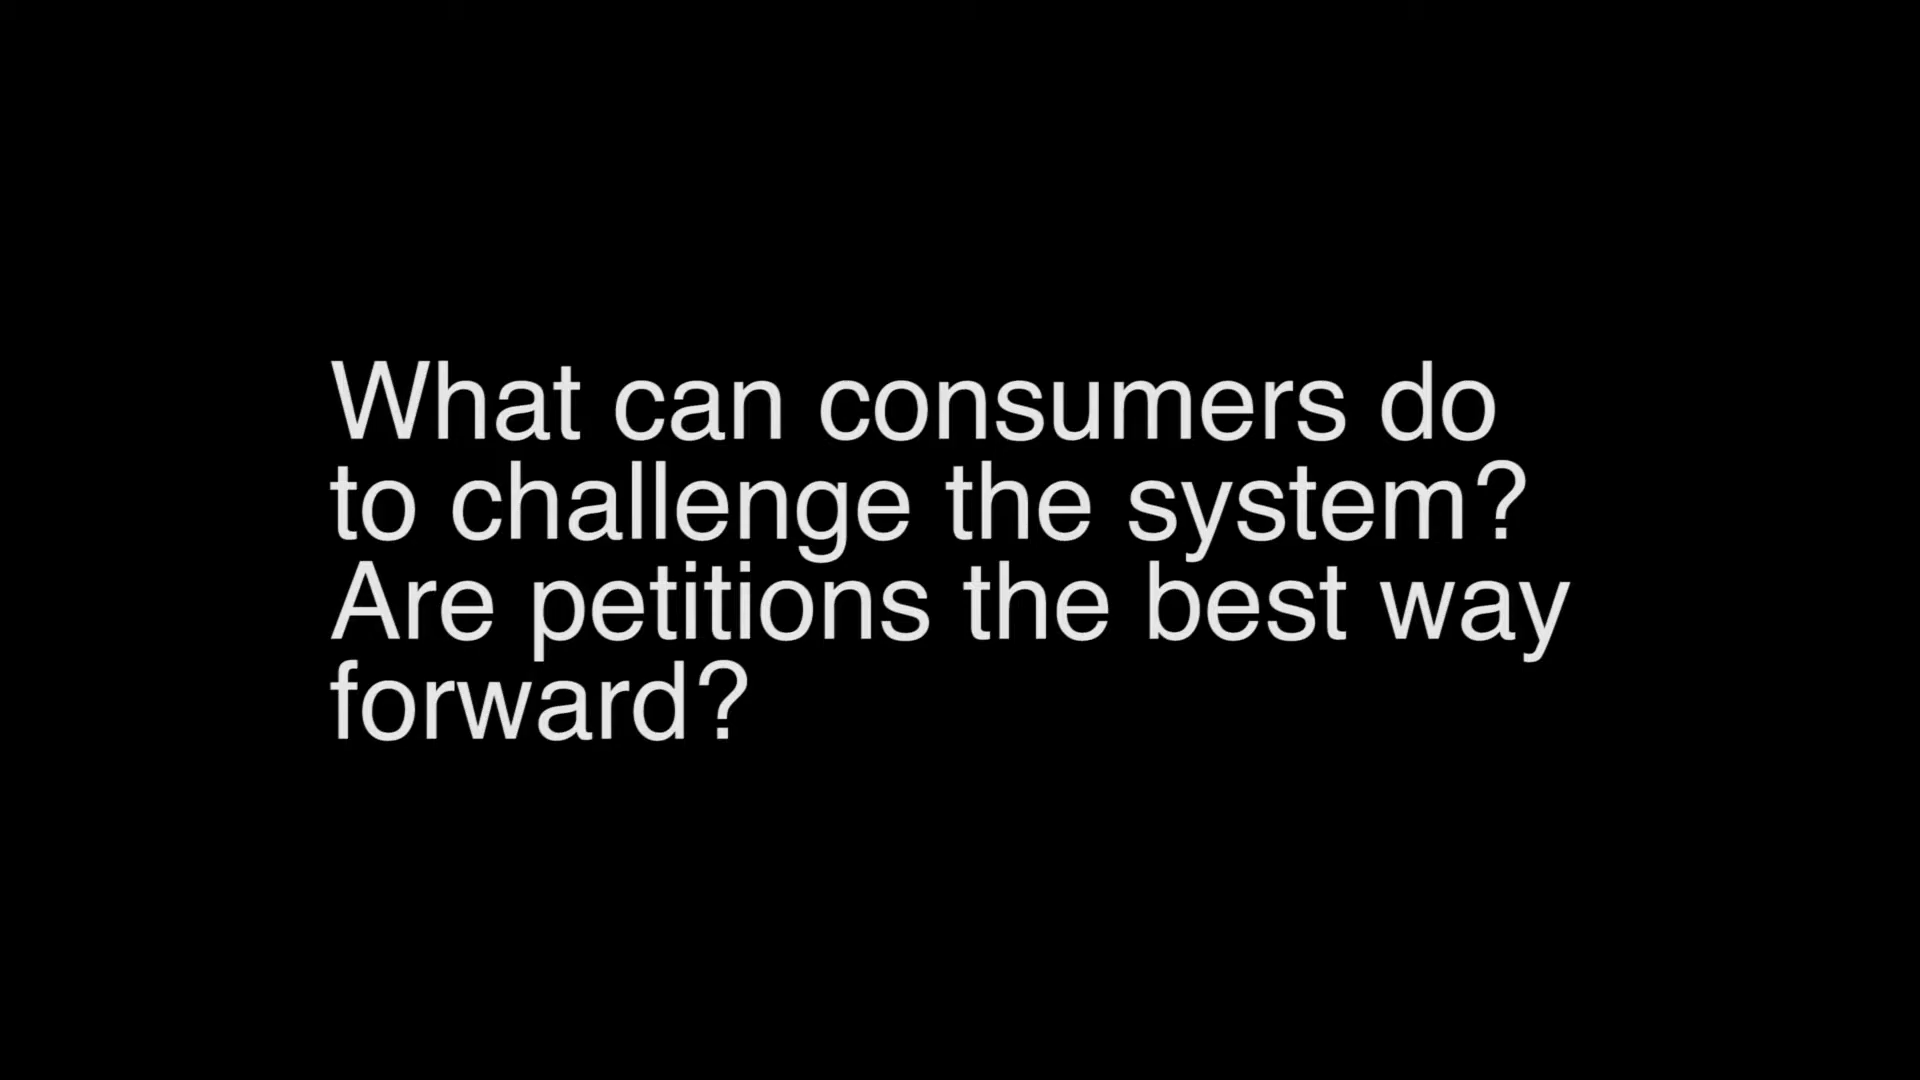 What can consumers do
to challenge the system?
Are petitions the best way
forward?